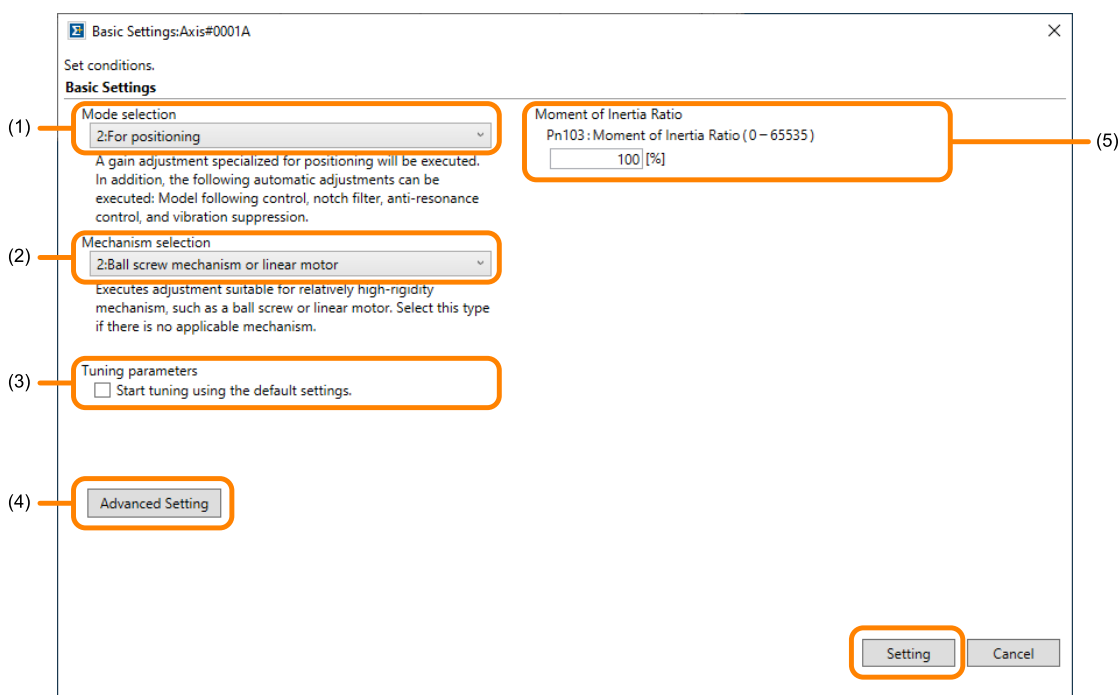 Basic Settings:Axis#0001A
Set conditions.
Basic Settings
(1)
Mode selection
2:For positioning
A gain adjustment specialized for positioning will be executed.
In addition, the following automatic adjustments can be
executed: Model following control, notch filter, anti-resonance
control, and vibration suppression.
(2)
Mechanism selection
2:Ball screw mechanism or linear motor
Executes adjustment suitable for relatively high-rigidity
mechanism, such as a ball screw or linear motor. Select this type
if there is no applicable mechanism.
(3)
Tuning parameters
Start tuning using the default settings.
(4)
Advanced Setting
Moment of Inertia Ratio
Pn103 : Moment of Inertia Ratio ( 0 – 65535 )
100 [%]
(5)
Setting
Cancel